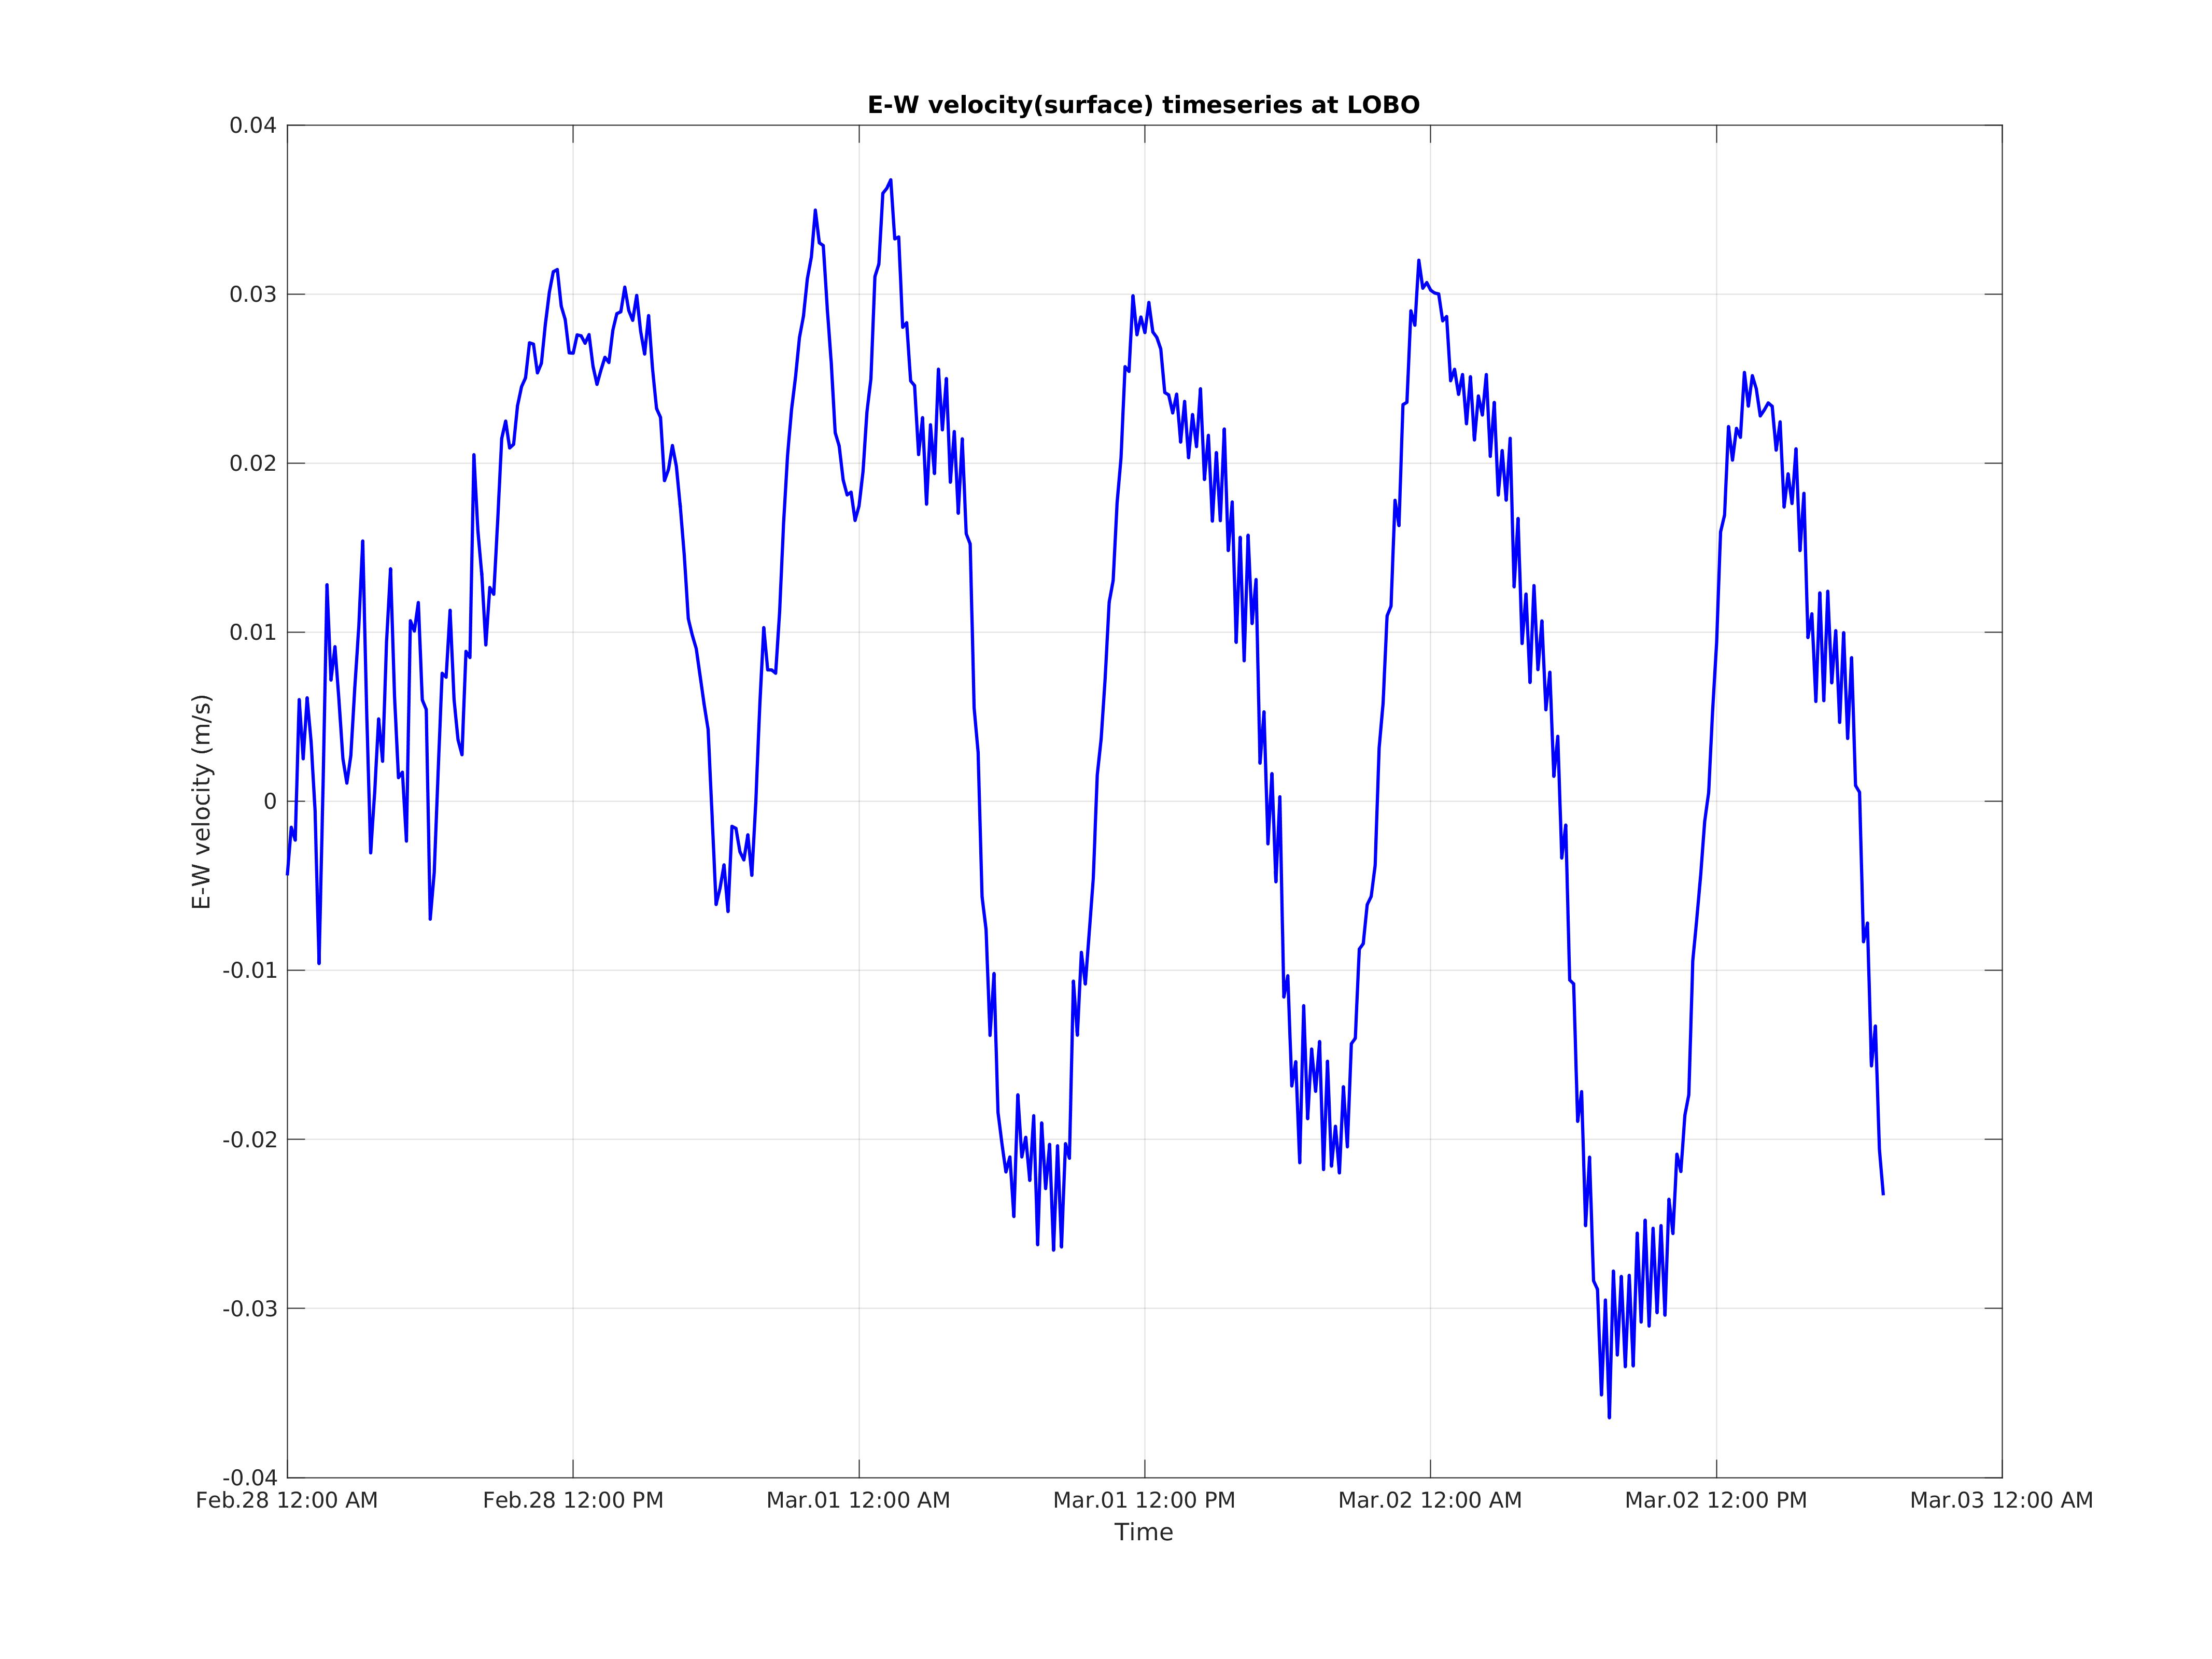 E-W velocity(surface) timeseries at LOBO
0.04
0.03
0.02
0.01
0
-0.01
-0.02
-0.03
-0.04
E-W velocity (m/s)
Feb.28 12:00 AM Feb.28 12:00 PM Mar.01 12:00 AM Mar.01 12:00 PM Mar.02 12:00 AM Mar.02 12:00 PM Mar.03 12:00 AM
Time